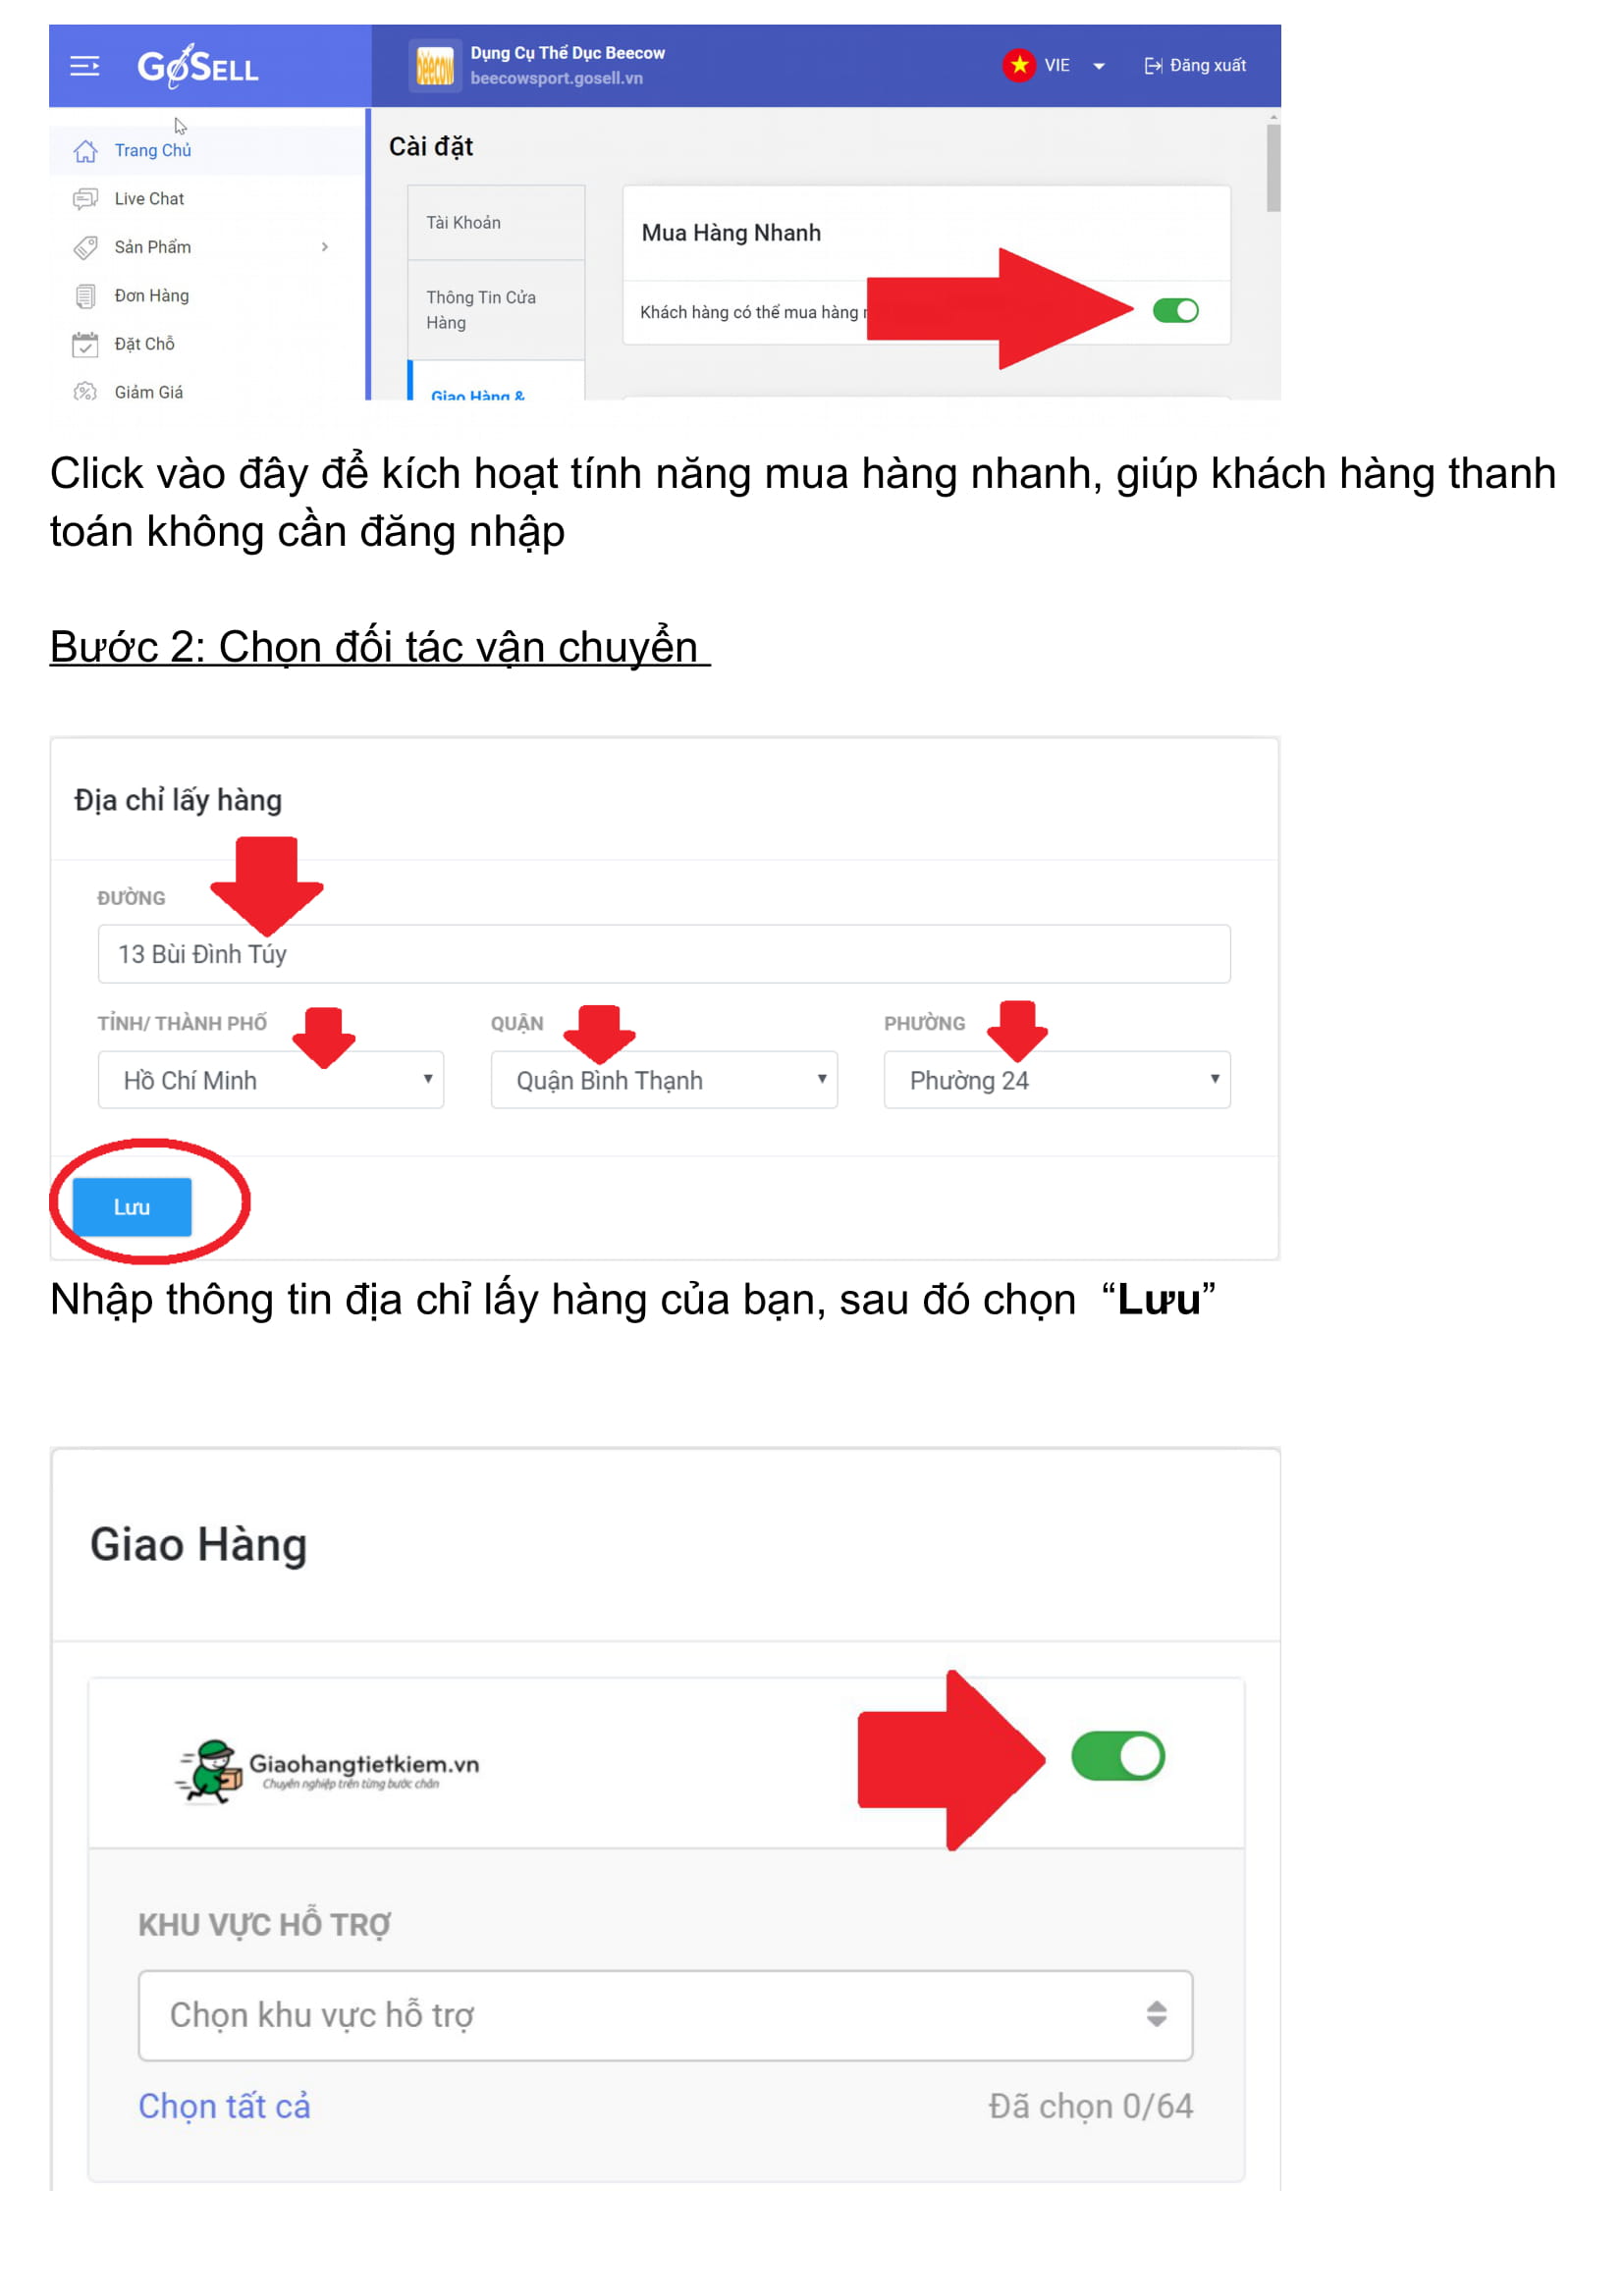 GoSELL
Dụng Cụ Thể Dục Beecow
beecow
beecowsport.gosell.vn
VIE
Đăng xuất
Trang Chủ
Live Chat
Sản Phẩm
Đơn Hàng
Đặt Chỗ
Giảm Giá
Cài đặt
Tài Khoản
Thông Tin Cửa
Hàng
Giao Hàng &
Mua Hàng Nhanh
Khách hàng có thể mua hàng
Click vào đây để kích hoạt tính năng mua hàng nhanh, giúp khách hàng thanh
toán không cần đăng nhập
Bước 2: Chọn đối tác vận chuyển
Địa chỉ lấy hàng
ĐƯỜNG
13 Bùi Đình Túy
TỈNH/ THÀNH PHỐ
QUẬN
PHƯỜNG
Hồ Chí Minh
Quận Bình Thạnh
Phường 24
Lưu
Nhập thông tin địa chỉ lấy hàng của bạn, sau đó chọn “Lưu”
Giao Hàng
Giaohangtietkiem.vn
Chuyên nghiệp trên từng bước chân
KHU VỰC HỖ TRỢ
Chọn khu vực hỗ trợ
Chọn tất cả
Đã chọn 0/64